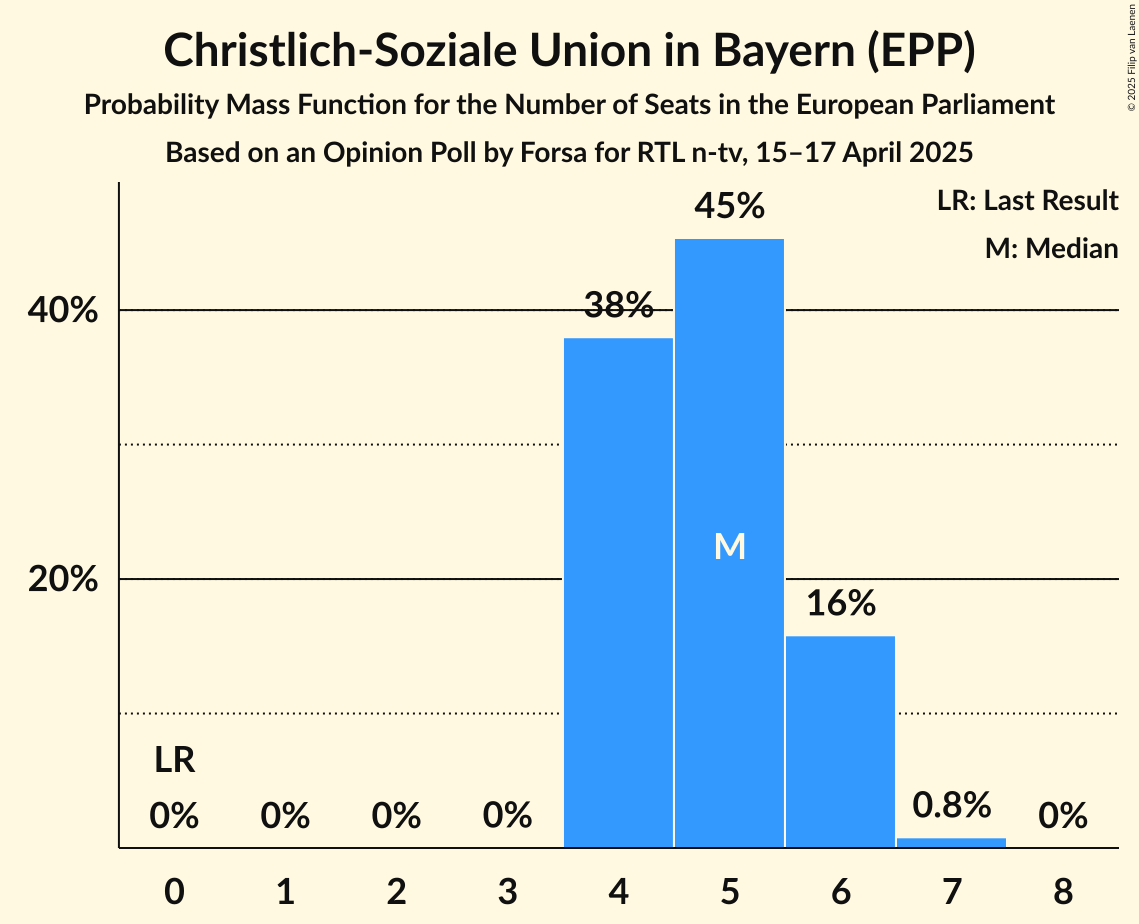 Christlich-Soziale Union in Bayern (EPP)
Probability Mass Function for the Number of Seats in the European Parliament
Based on an Opinion Poll by Forsa for RTL n-tv, 15–17 April 2025
© 2025 Filip van Laenen
LR: Last Result
M: Median
45%
40%
38%
M
20%
16%
LR
0% 0% 0% 0% 0.8% 0%
0 1 2 3 4 5 6 7 8